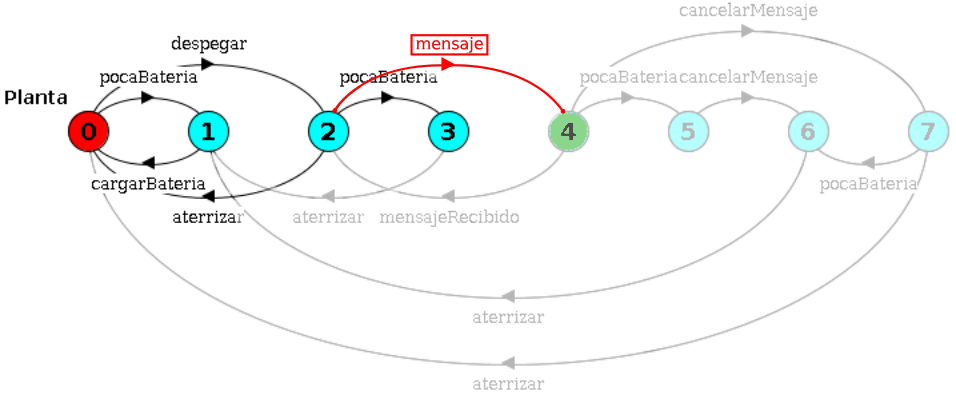 cancelarMensaje
despegar
mensaje
pocaBateria
pocaBateria
pocaBateria
cancelarMensaje
Planta
0
1
2
3
4
5
6
7
cargarBateria
pocaBateria
aterrizar
aterrizar
mensajeRecibido
aterrizar
aterrizar